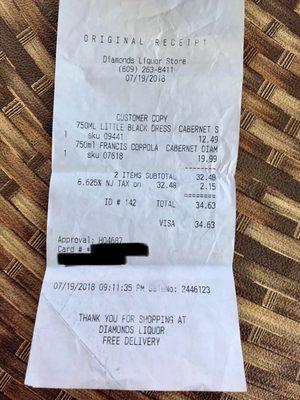 ORIGINAL RECEIPT
Diamonds Liquor Store
(609) 263-8411
07/19/2018
CUSTOMER COPY
750ML LITTLE BLACK DRESS / CABERNET S
1 sku 09441 12.49
750ml FRANCIS COPPOLA CABERNET DIAM
1 sku 07618 19.99
2 ITEMS SUBTOTAL 32.48
6.625% NJ TAX on 32.48 2.15
ID # 142 TOTAL 34.63
VISA 34.63
Approval: H04687
Card #
07/19/2018 09:11:35 PM 2446123
THANK YOU FOR SHOPPING AT
DIAMONDS LIQUOR
FREE DELIVERY